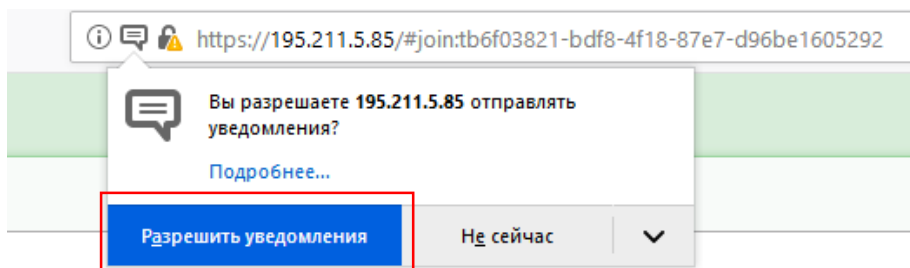 https://195.211.5.85/#join:tb6f03821-bdf8-4f18-87e7-d96be1605292
Вы разрешаете 195.211.5.85 отправлять
уведомления?
Подробнее...
Разрешить уведомления
Не сейчас